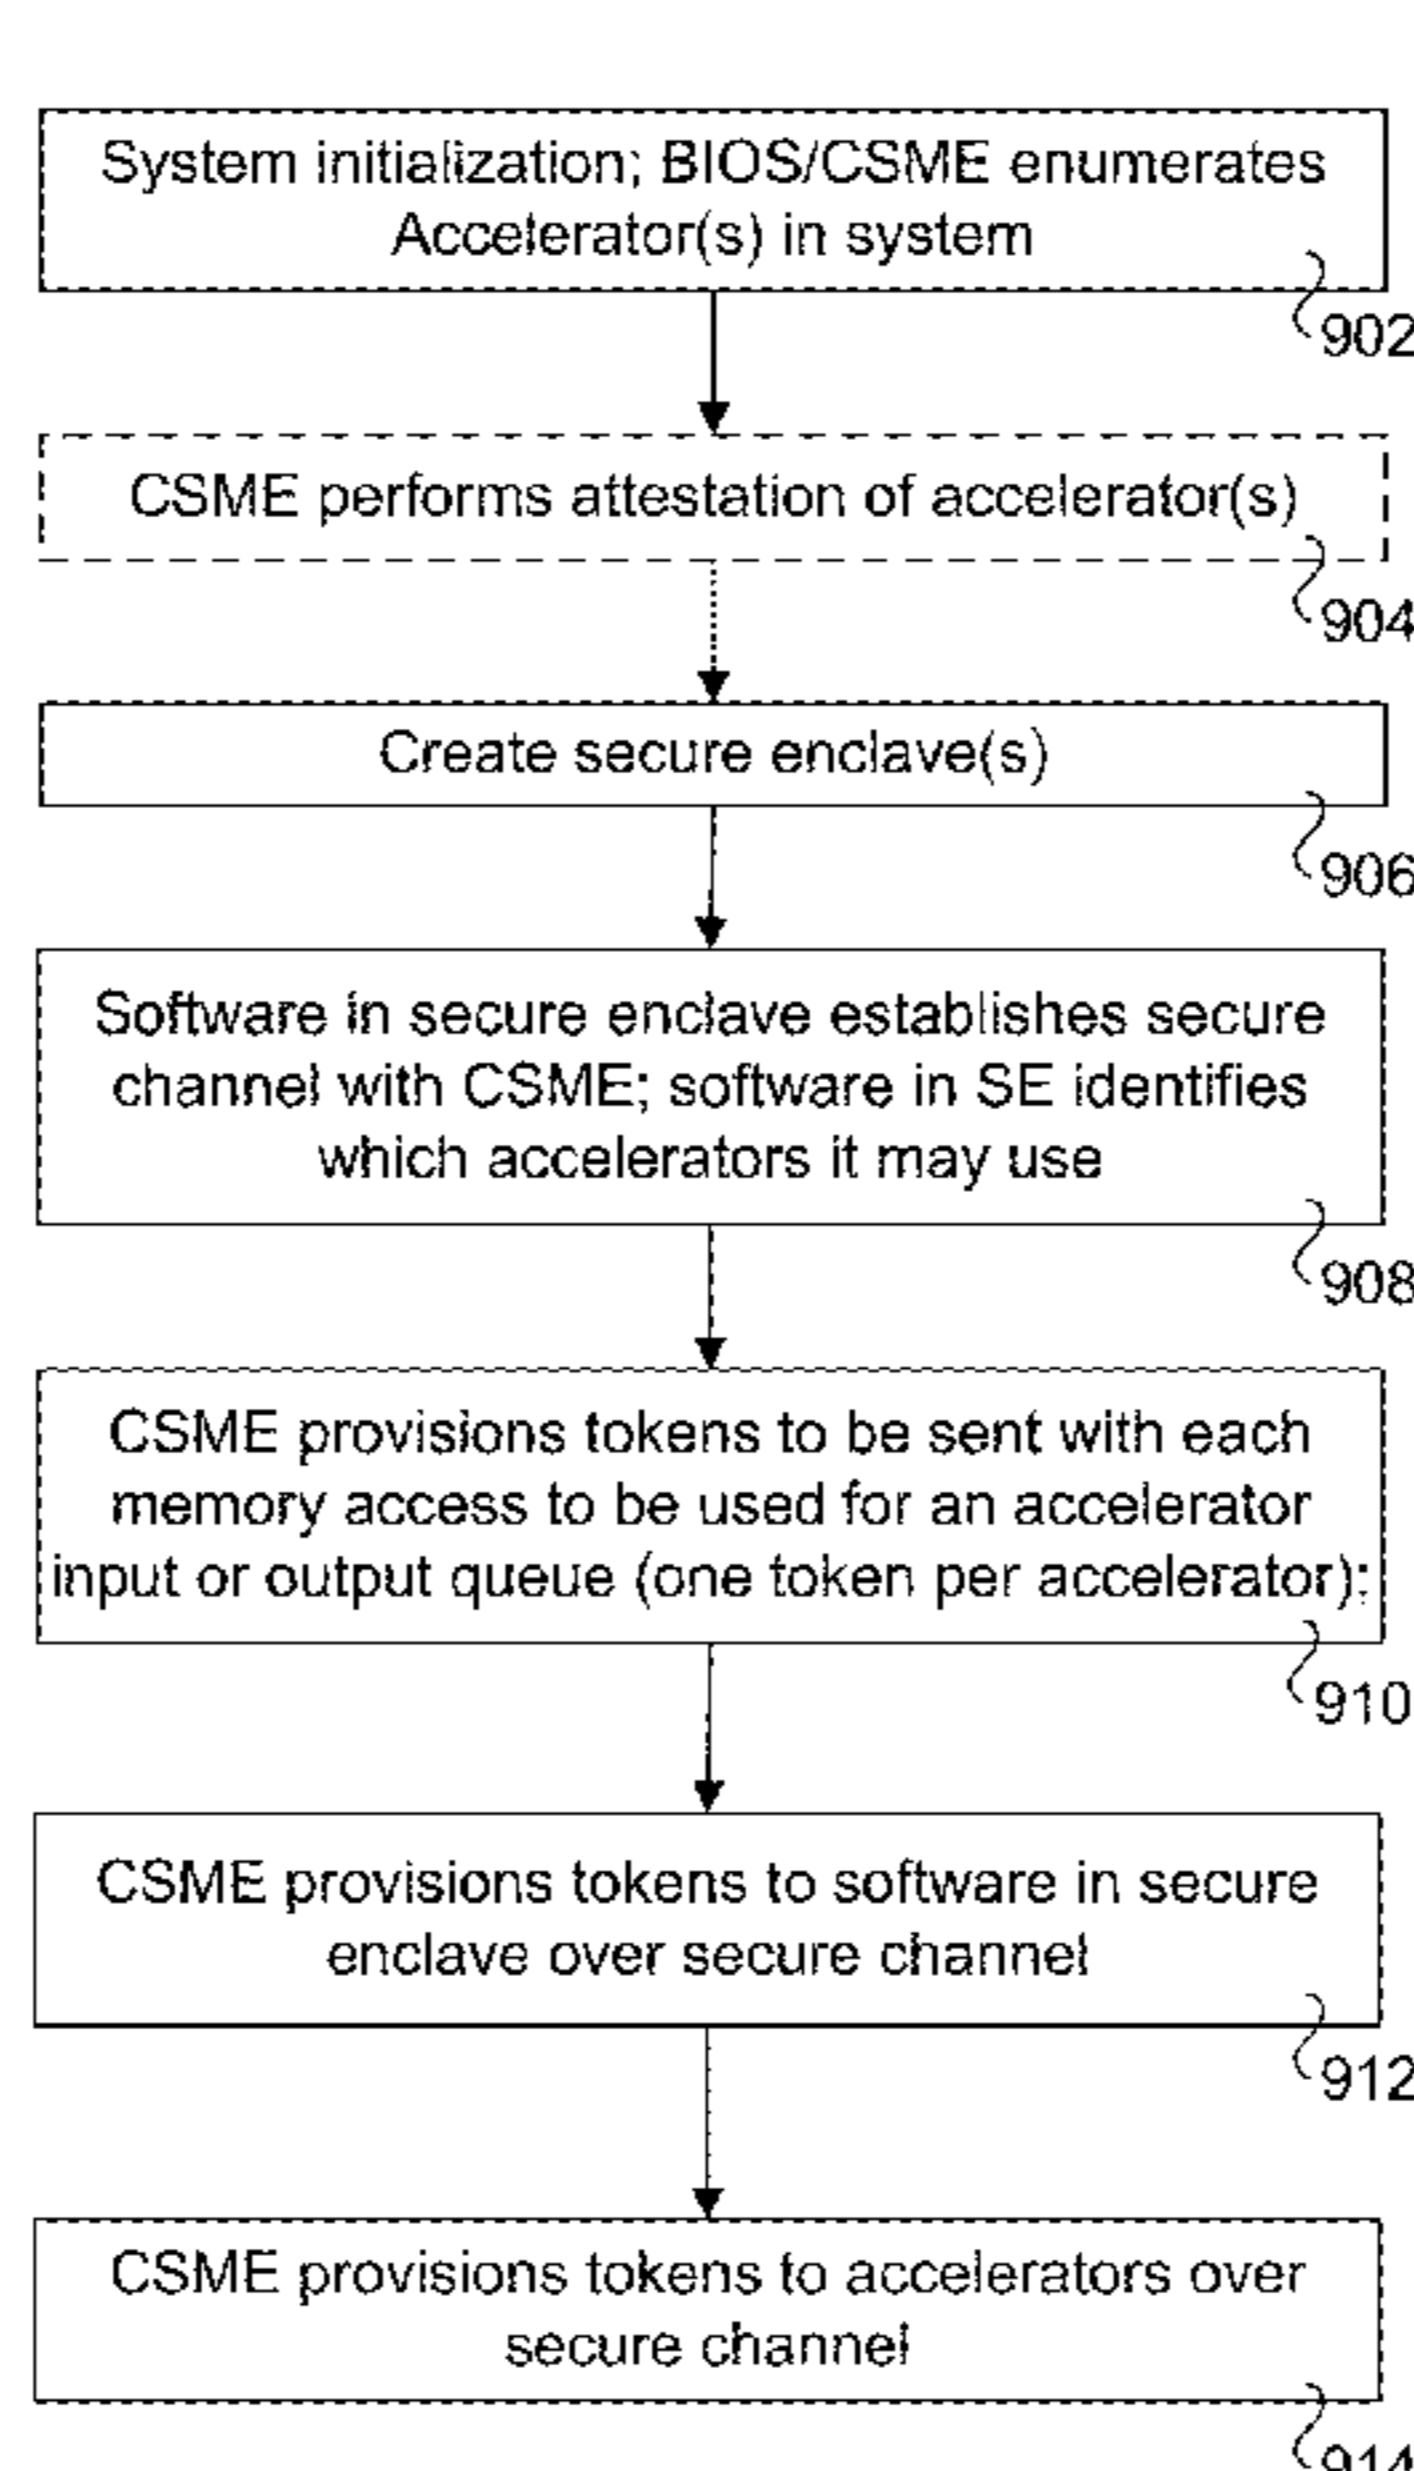 System initialization; BIOS/CSME enumerates
Accelerator(s) in system
902
CSME performs attestation of accelerator(s)
904
Create secure enclave(s)
906
Software in secure enclave establishes secure
channel with CSME; software in SE identifies
which accelerators it may use
908
CSME provisions tokens to be sent with each
memory access to be used for an accelerator
input or output queue (one token per accelerator);
910
CSME provisions tokens to software in secure
enclave over secure channel
912
CSME provisions tokens to accelerators over
secure channel
914